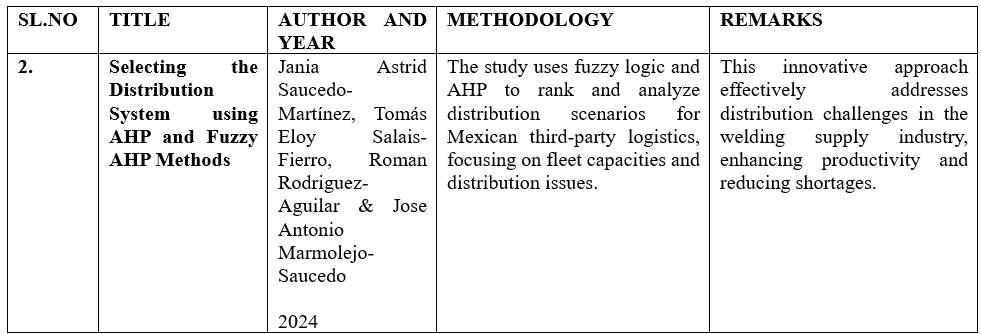 SL.NO
TITLE
AUTHOR AND
YEAR
METHODOLOGY
REMARKS
2.
Selecting the
Distribution
System using
AHP and Fuzzy
AHP Methods
Jania Astrid
Saucedo-
Martínez, Tomás
Eloy Salais-
Fierro, Roman
Rodriguez-
Aguilar & Jose
Antonio
Marmolejo-
Saucedo
2024
The study uses fuzzy logic and
AHP to rank and analyze
distribution scenarios for
Mexican third-party logistics,
focusing on fleet capacities and
distribution issues.
This innovative approach
effectively addresses
distribution challenges in the
welding supply industry,
enhancing productivity and
reducing shortages.